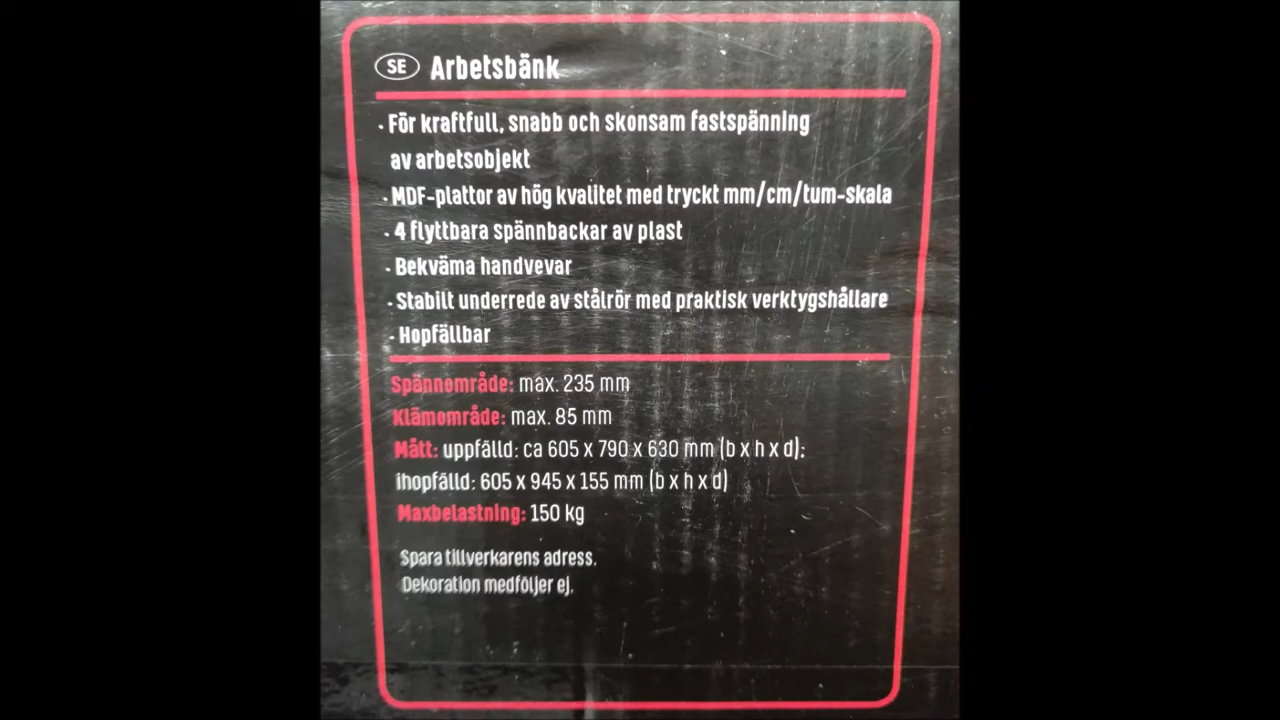 SE Arbetsbänk
· För kraftfull, snabb och skonsam fastspänning
av arbetsobjekt
· MDF-plattor av hög kvalitet med tryckt mm/cm/tum-skala
· 4 flyttbara spännbackar av plast
· Bekväma handvevar
· Stabilt underrede av stålrör med praktisk verktygshållare
· Hopfällbar
Spännområde: max. 235 mm
Klämområde: max. 85 mm
Mått: uppfälld: ca 605 x 790 x 630 mm (b x h x d);
ihopfälld: 605 x 945 x 155 mm (b x h x d)
Maxbelastning: 150 kg
Spara tillverkarens adress.
Dekoration medföljer ej.